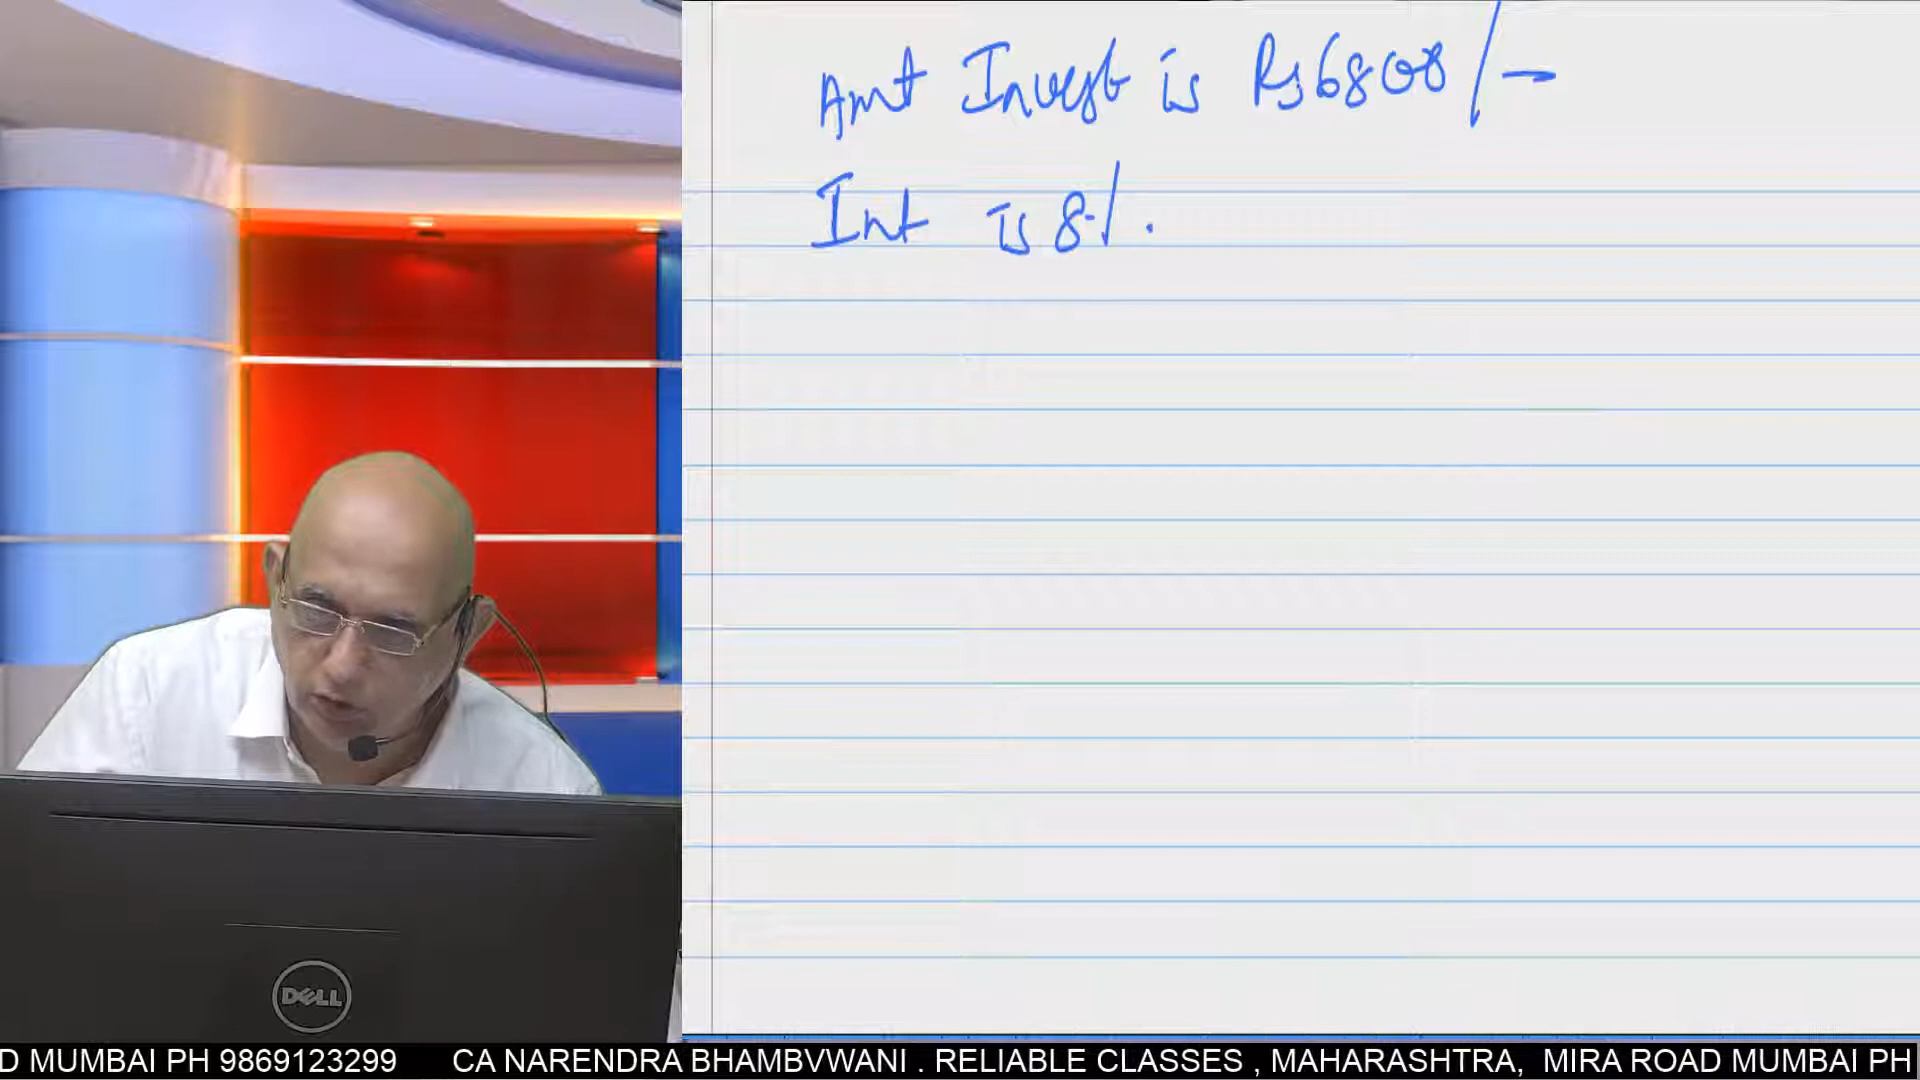 Amt Invest is Rs 6808/-
Int is 8%.
DELL
D MUMBAI PH 9869123299 CA NARENDRA BHAMBVWANI . RELIABLE CLASSES , MAHARASHTRA, MIRA ROAD MUMBAI PH